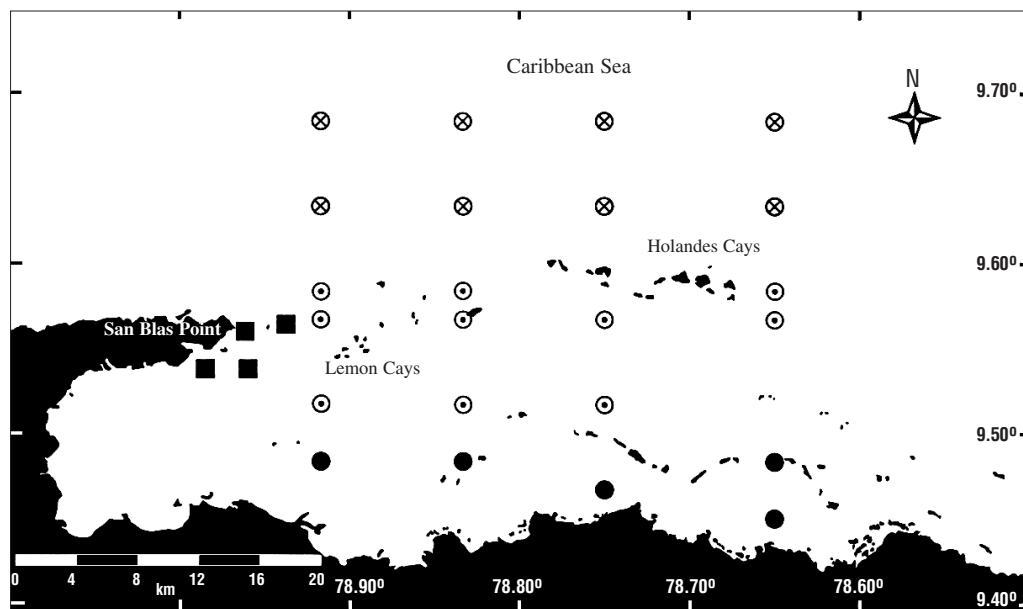 Caribbean Sea
N
9.70º
Holandes Cays
9.60º
San Blas Point
Lemon Cays
9.50º
0 4 8 12 16 20
km
78.90º 78.80º 78.70º 78.60º
9.40º